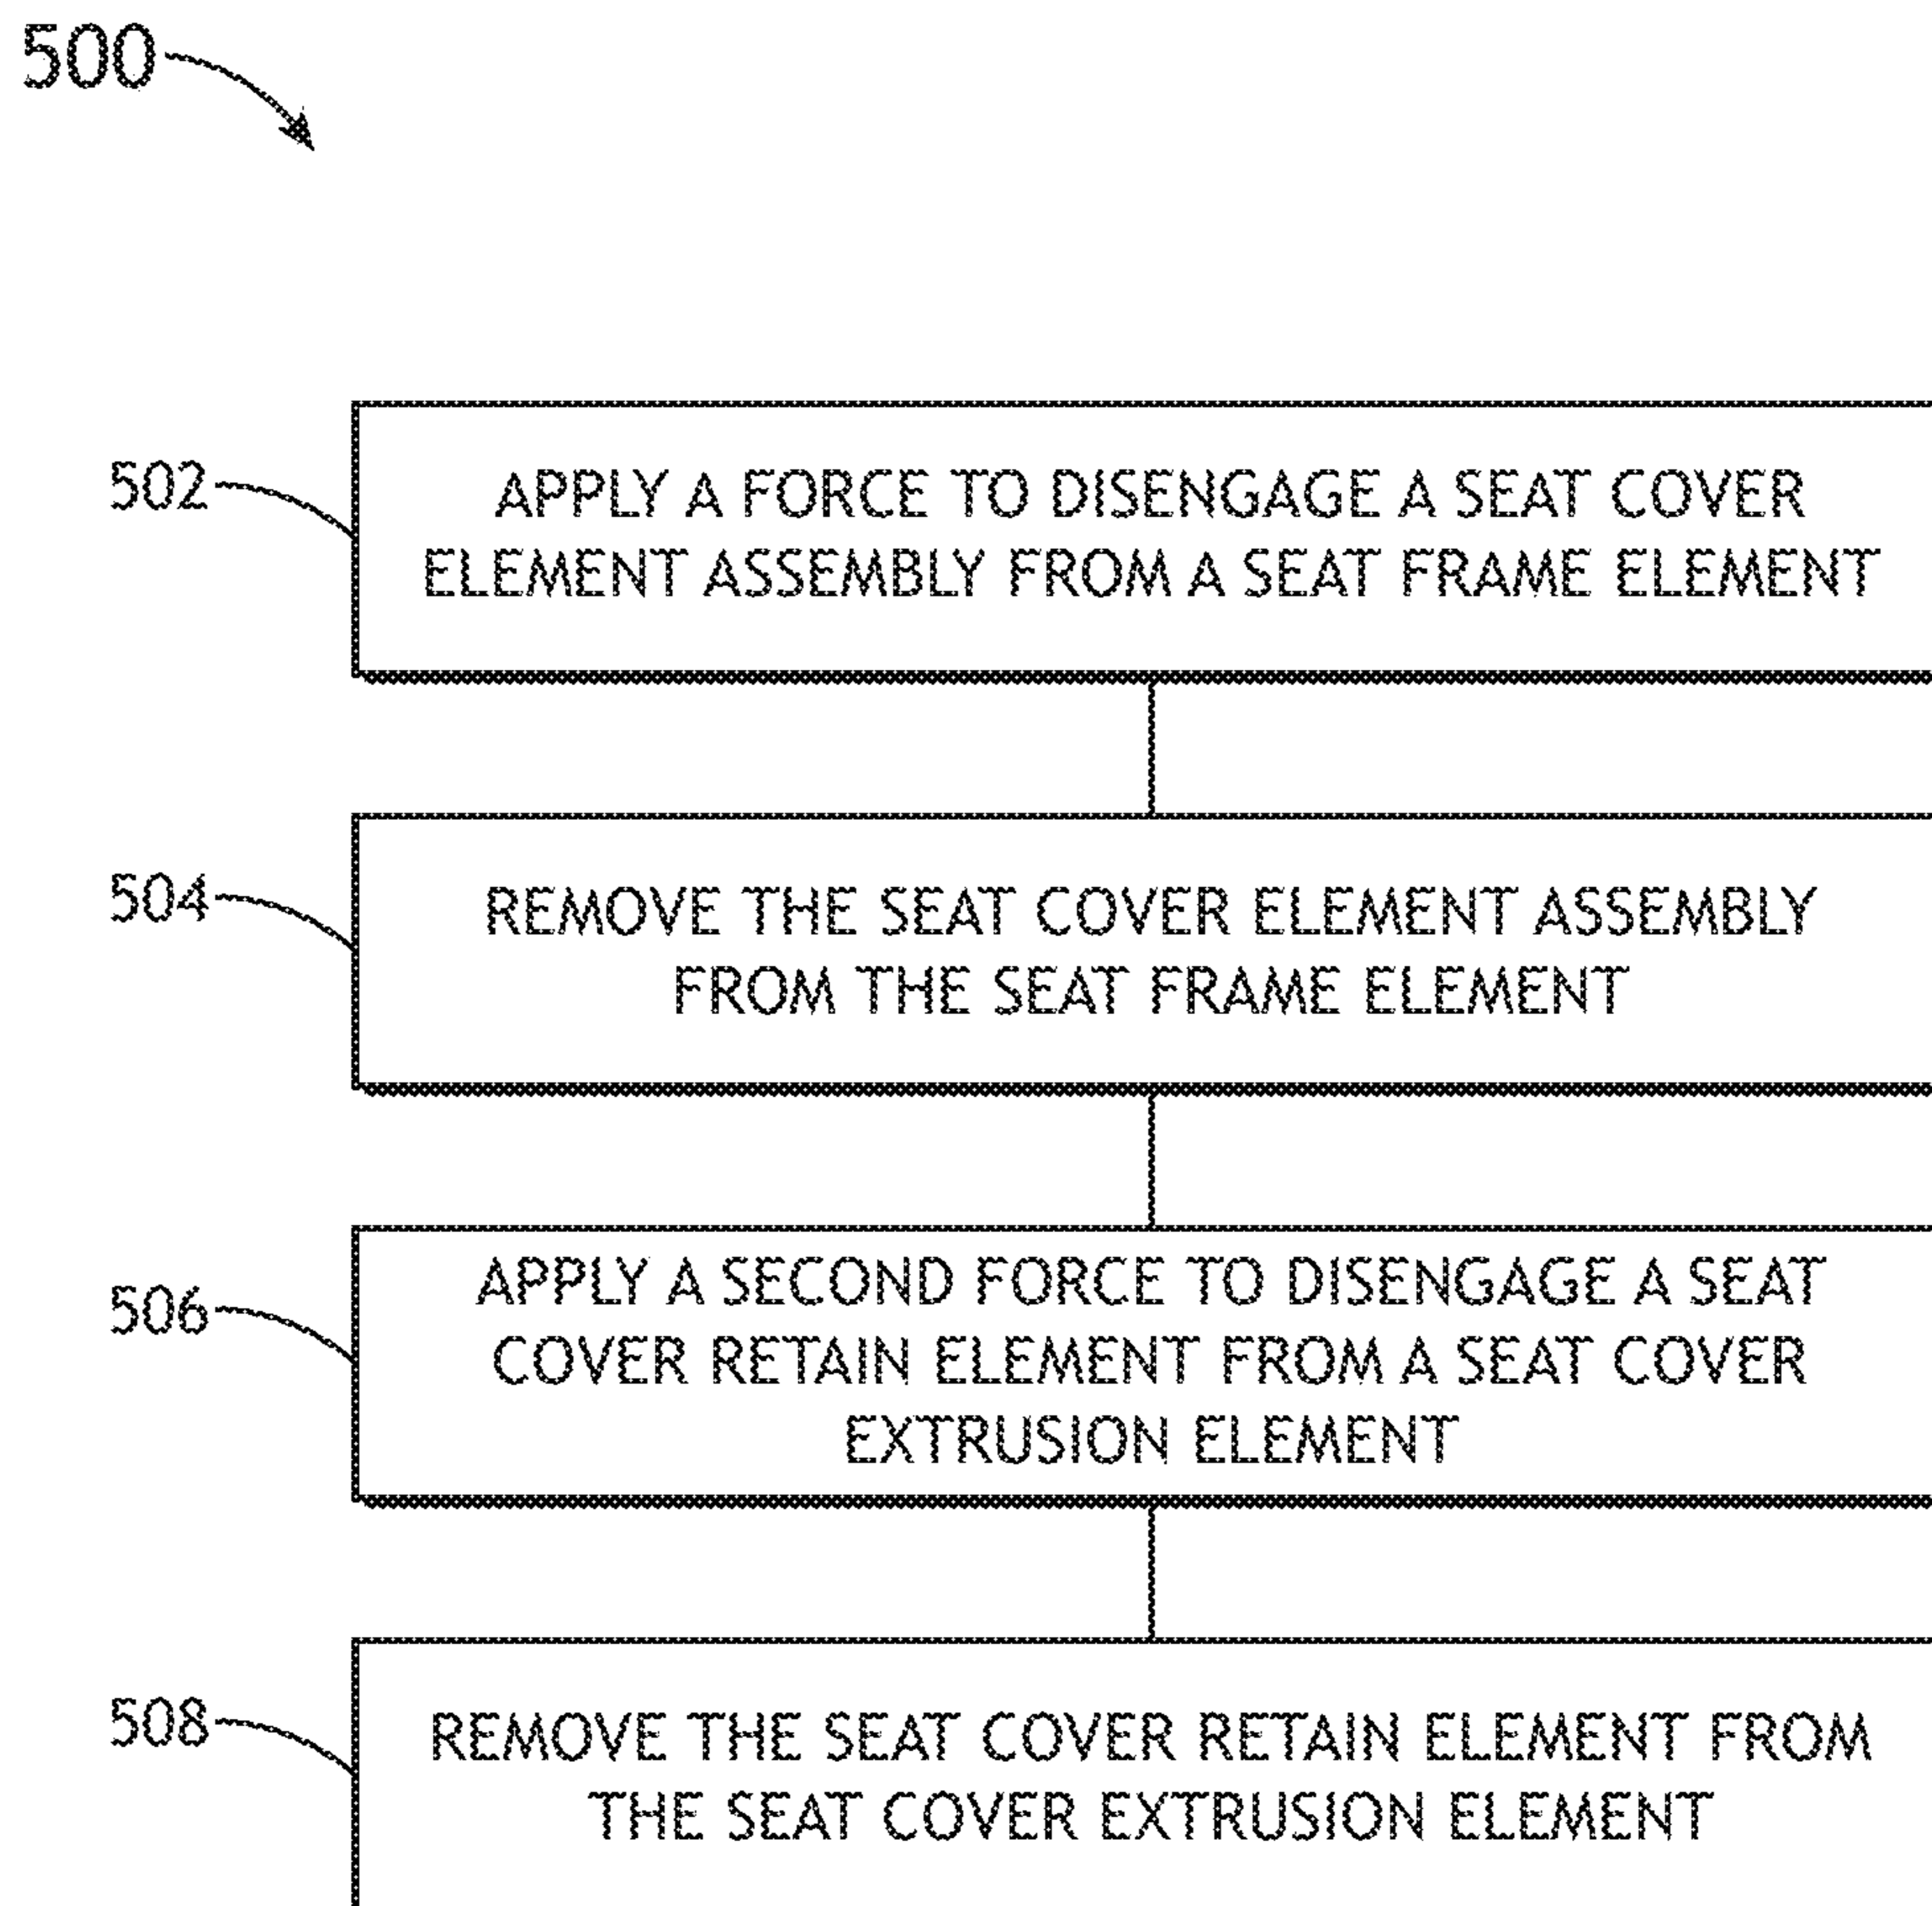 500
502
APPLY A FORCE TO DISENGAGE A SEAT COVER
ELEMENT ASSEMBLY FROM A SEAT FRAME ELEMENT
504
REMOVE THE SEAT COVER ELEMENT ASSEMBLY
FROM THE SEAT FRAME ELEMENT
506
APPLY A SECOND FORCE TO DISENGAGE A SEAT
COVER RETAIN ELEMENT FROM A SEAT COVER
EXTRUSION ELEMENT
508
REMOVE THE SEAT COVER RETAIN ELEMENT FROM
THE SEAT COVER EXTRUSION ELEMENT